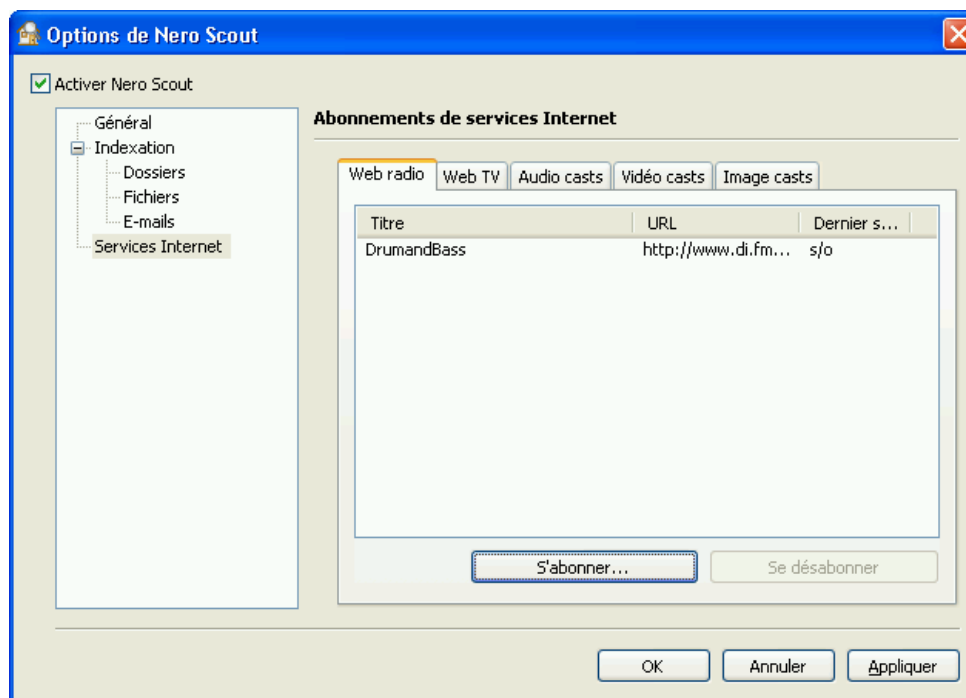 Options de Nero Scout
Activer Nero Scout
Général
Indexation
Dossiers
Fichiers
E-mails
Services Internet
Abonnements de services Internet
Web radio Web TV Audio casts Vidéo casts Image casts
Titre URL Dernier s...
DrumandBass http://www.di.fm... s/o
S'abonner... Se désabonner
OK Annuler Appliquer